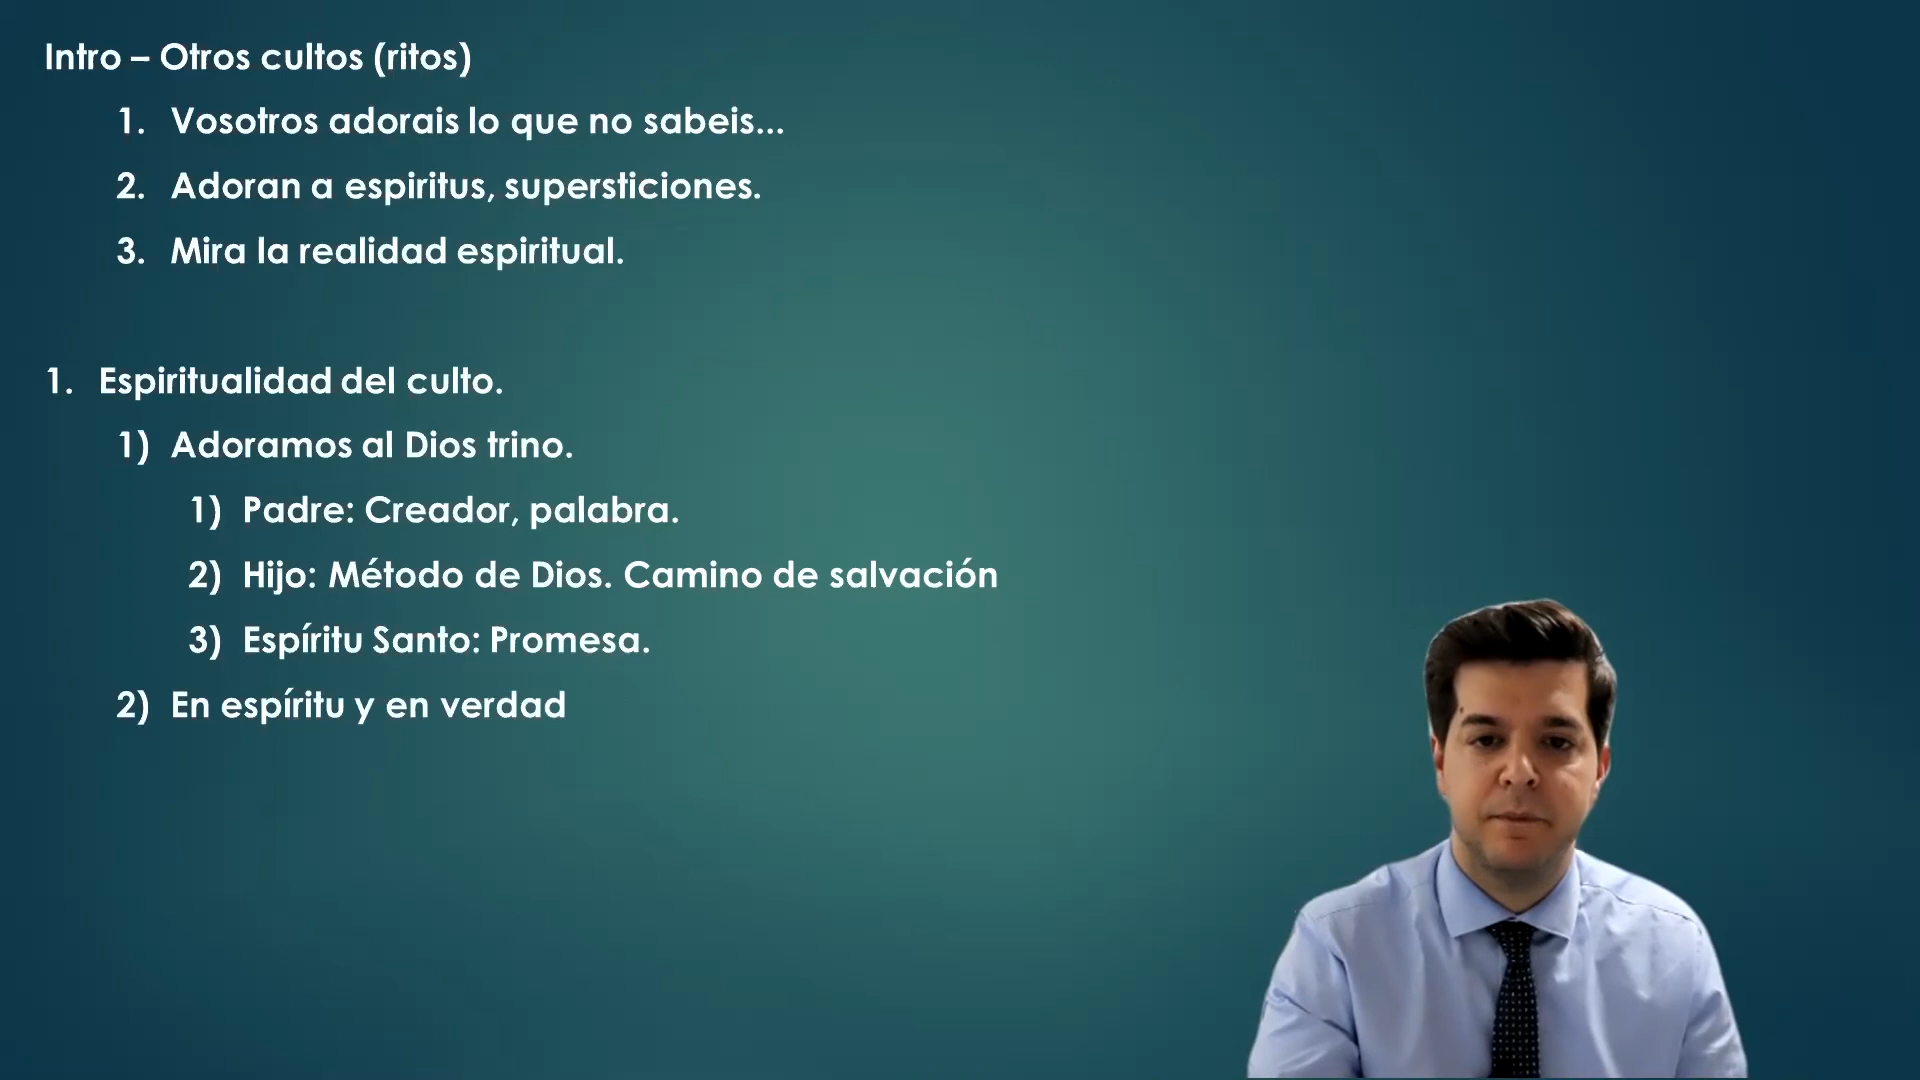 Intro – Otros cultos (ritos)
1. Vosotros adorais lo que no sabeis...
2. Adoran a espiritus, supersticiones.
3. Mira la realidad espiritual.
1. Espiritualidad del culto.
1) Adoramos al Dios trino.
1) Padre: Creador, palabra.
2) Hijo: Método de Dios. Camino de salvación
3) Espíritu Santo: Promesa.
2) En espíritu y en verdad